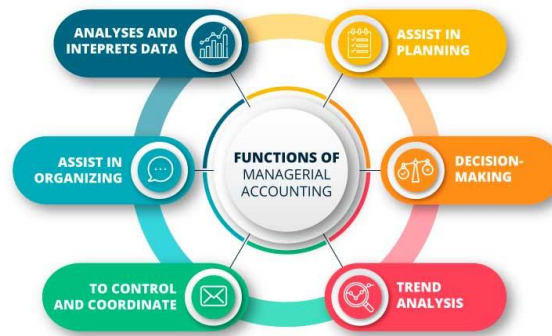 ANALYSES AND
INTEPRETS DATA
ASSIST IN
PLANNING
ASSIST IN
ORGANIZING
FUNCTIONS OF
MANAGERIAL
ACCOUNTING
DECISION-
MAKING
TO CONTROL
AND COORDINATE
TREND
ANALYSIS